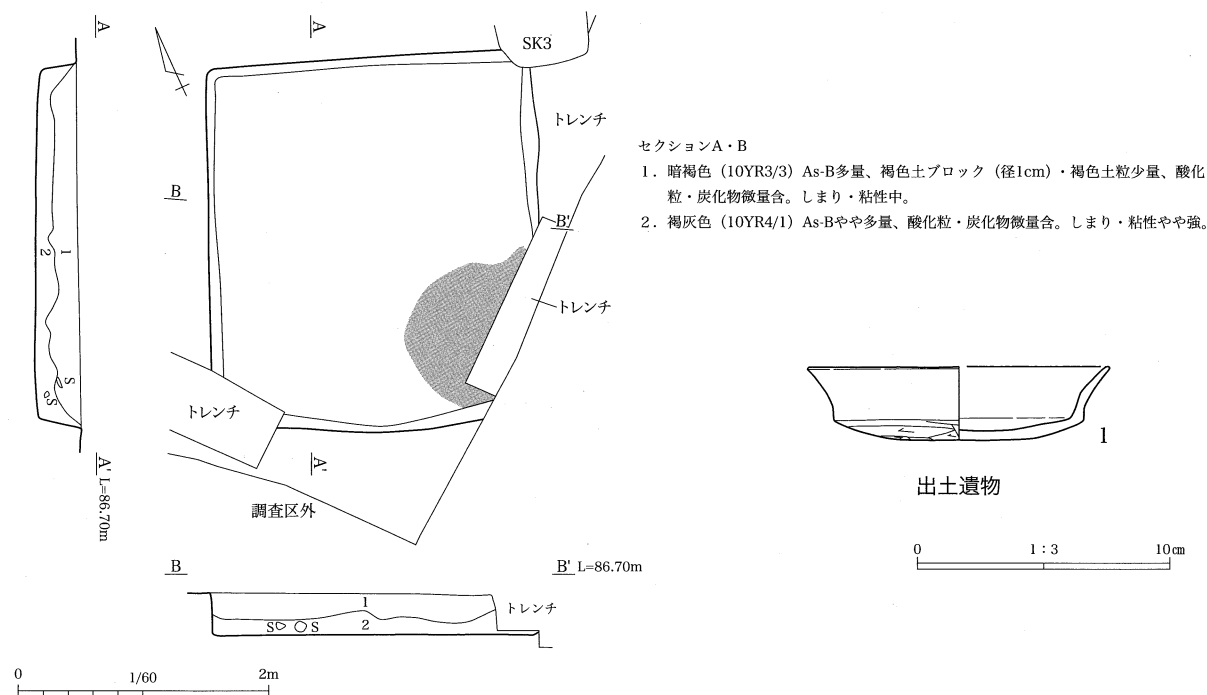 A
A
SK3
トレンチ
B
B'
1
2
トレンチ
S
S
トレンチ
A'
L=86.70m
A'
調査区外
B
B' L=86.70m
1
トレンチ
S
S
2
0
1/60
2m
セクションA・B
1. 暗褐色（10YR3/3）As-B多量、褐色土ブロック（径1cm）・褐色土粒少量、酸化
粒・炭化物微量含。しまり・粘性中。
2. 褐灰色（10YR4/1）As-Bやや多量、酸化粒・炭化物微量含。しまり・粘性やや強。
1
出土遺物
0
1：3
10cm